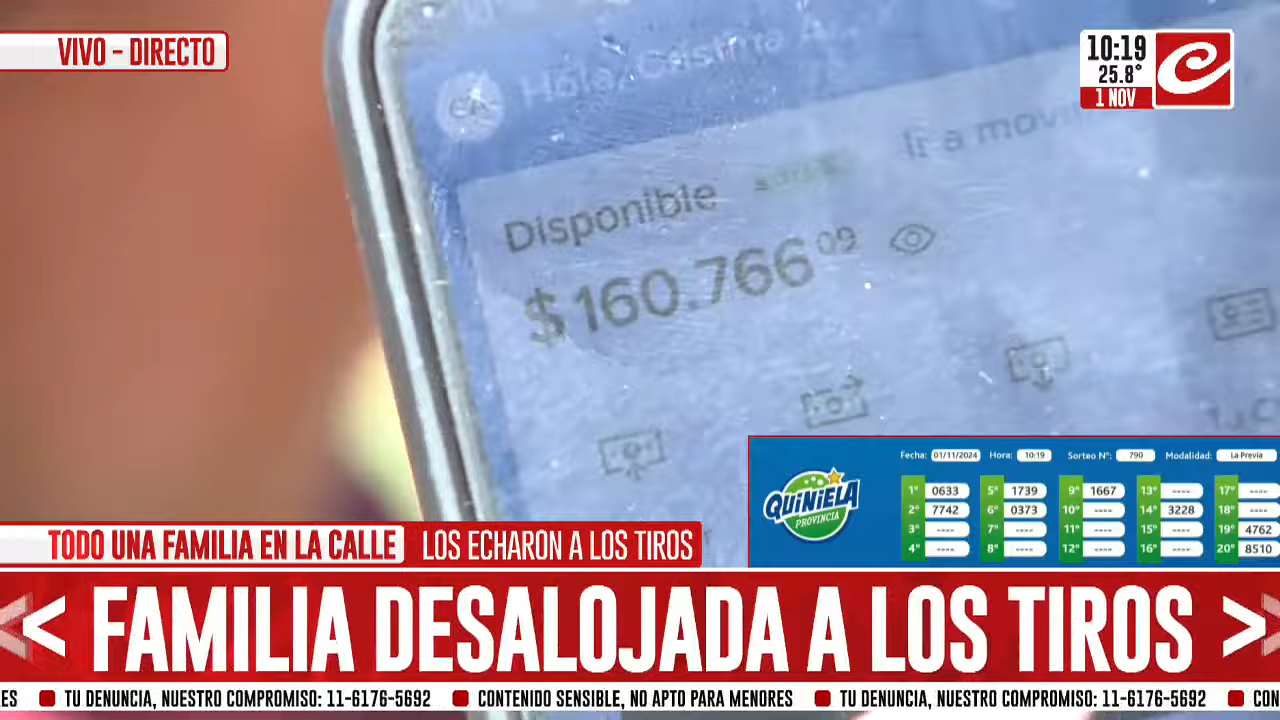 VIVO - DIRECTO
10:19
25.8°
1 NOV
Hola, Cristina
Disponible
Ir a movi
$160.766 09
Fecha: 01/11/2024 Hora: 10:19 Sorteo N°: 790 Modalidad: La Previa
QUINIELA
PROVINCIA
1° 0633 5° 1739 9° 1667 13° ---- 17° ----
2° 7742 6° 0373 10° ---- 14° 3228 18° ----
3° ---- 7° ---- 11° ---- 15° ---- 19° 4762
4° ---- 8° ---- 12° ---- 16° ---- 20° 8510
TODO UNA FAMILIA EN LA CALLE LOS ECHARON A LOS TIROS
< FAMILIA DESALOJADA A LOS TIROS >
ES TU DENUNCIA, NUESTRO COMPROMISO: 11-6176-5692 CONTENIDO SENSIBLE, NO APTO PARA MENORES TU DENUNCIA, NUESTRO COMPROMISO: 11-6176-5692 CON